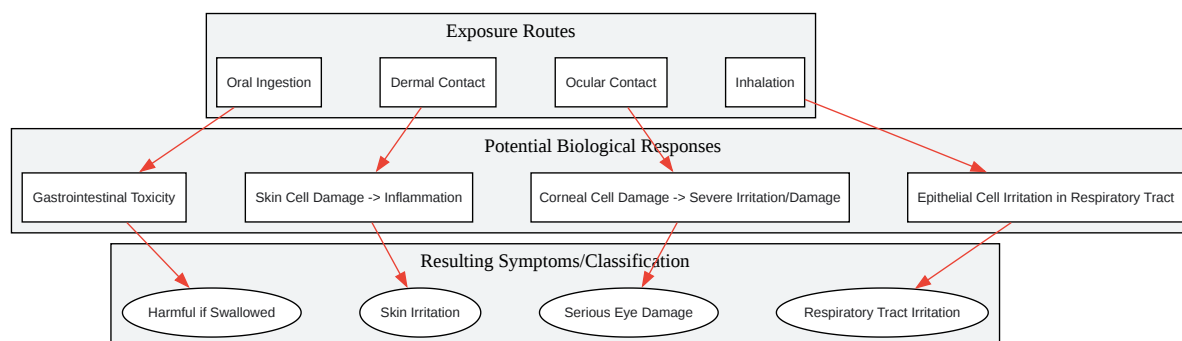 Exposure Routes
Oral Ingestion
Dermal Contact
Ocular Contact
Inhalation
Potential Biological Responses
Gastrointestinal Toxicity
Skin Cell Damage -> Inflammation
Corneal Cell Damage -> Severe Irritation/Damage
Epithelial Cell Irritation in Respiratory Tract
Resulting Symptoms/Classification
Harmful if Swallowed
Skin Irritation
Serious Eye Damage
Respiratory Tract Irritation